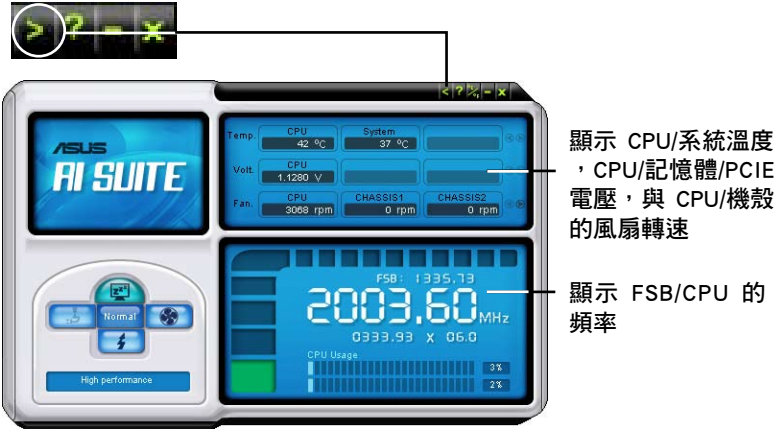 > ? - x
< ? °C/°F - x
ASUS
AI SUITE
Temp. CPU System
42 ºC 37 ºC
Volt. CPU
1.1280 V
Fan. CPU CHASSIS1 CHASSIS2
3068 rpm 0 rpm 0 rpm
顯示 CPU/系統溫度
，CPU/記憶體/PCIE
電壓，與 CPU/機殼
的風扇轉速
zzz
Normal
High performance
FSB: 1335.73
2003.60 MHz
0333.93 X 06.0
CPU Usage
3%
2%
顯示 FSB/CPU 的
頻率